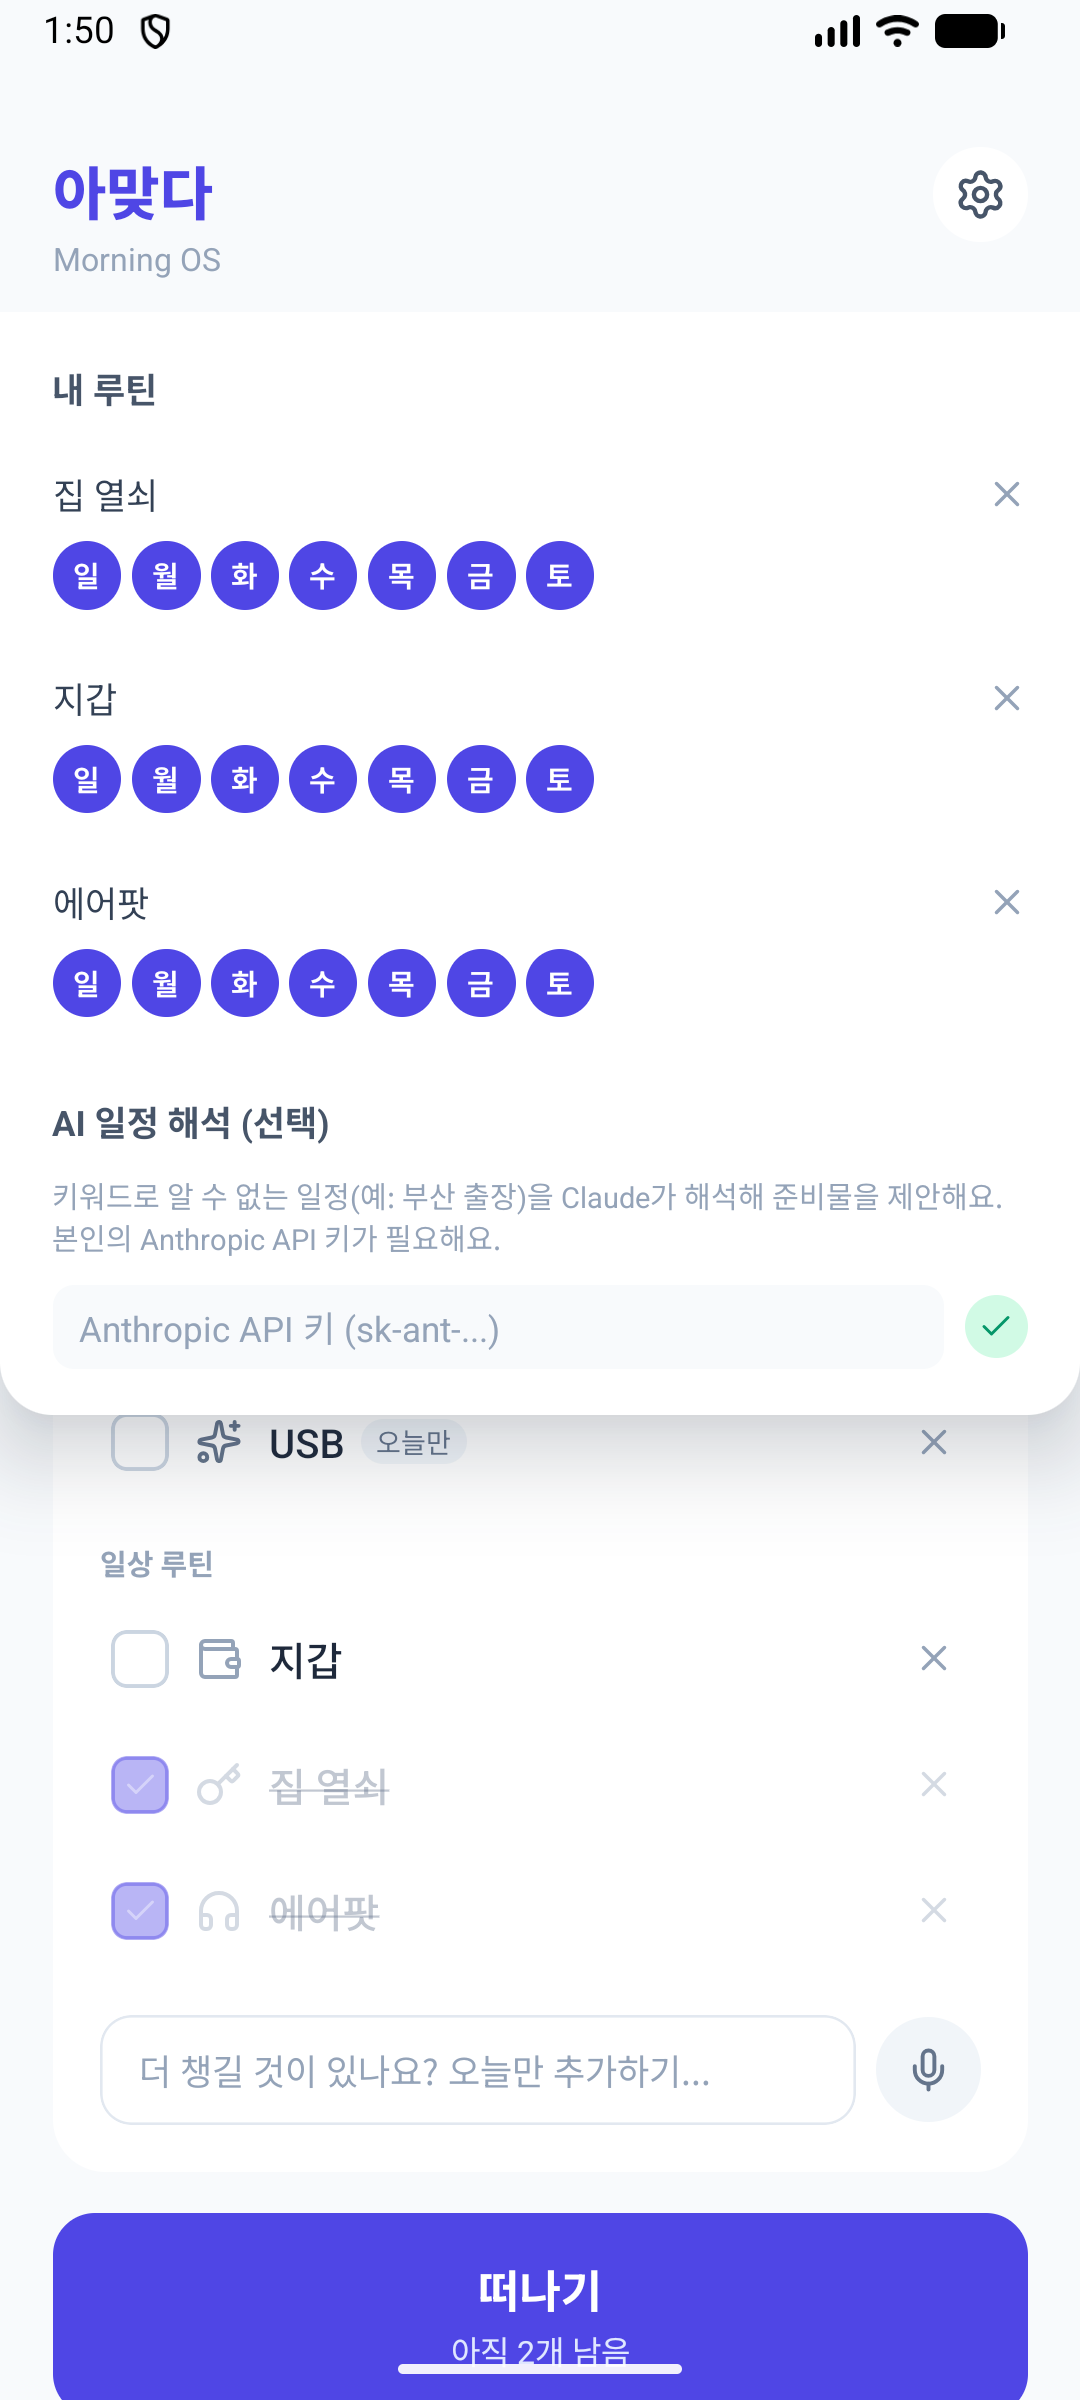 1:50
아맞다
Morning OS
내 루틴
집 열쇠
일 월 화 수 목 금 토
지갑
일 월 화 수 목 금 토
에어팟
일 월 화 수 목 금 토
AI 일정 해석 (선택)
키워드로 알 수 없는 일정(예: 부산 출장)을 Claude가 해석해 준비물을 제안해요.
본인의 Anthropic API 키가 필요해요.
Anthropic API 키 (sk-ant-...)
USB 오늘만
일상 루틴
지갑
집 열쇠
에어팟
더 챙길 것이 있나요? 오늘만 추가하기...
떠나기
아직 2개 남음